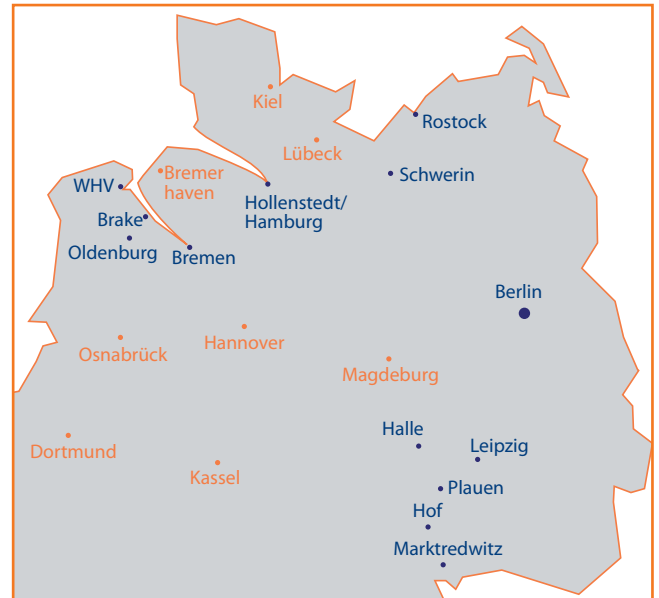 Kiel
Rostock
Lübeck
Bremer
haven
Schwerin
WHV
Hollenstedt/
Hamburg
Brake
Oldenburg
Bremen
Berlin
Osnabrück
Hannover
Magdeburg
Halle
Leipzig
Dortmund
Kassel
Plauen
Hof
Marktredwitz